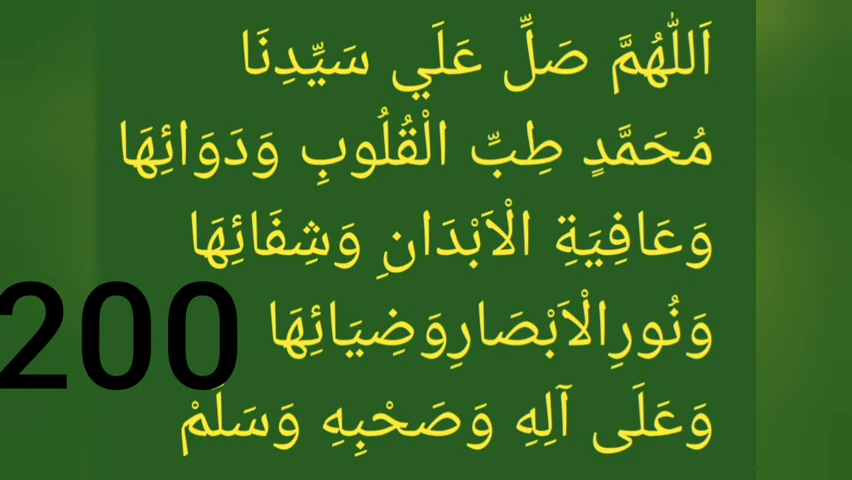 اَللّٰهُمَّ صَلِّ عَلَي سَيِّدِنَا
مُحَمَّدٍ طِبِّ الْقُلُوبِ وَدَوَائِهَا
وَعَافِيَةِ الْاَبْدَانِ وَشِفَائِهَا
وَنُورِالْاَبْصَارِوَضِيَائِهَا
200
وَعَلَى آلِهِ وَصَحْبِهِ وَسَلَمْ